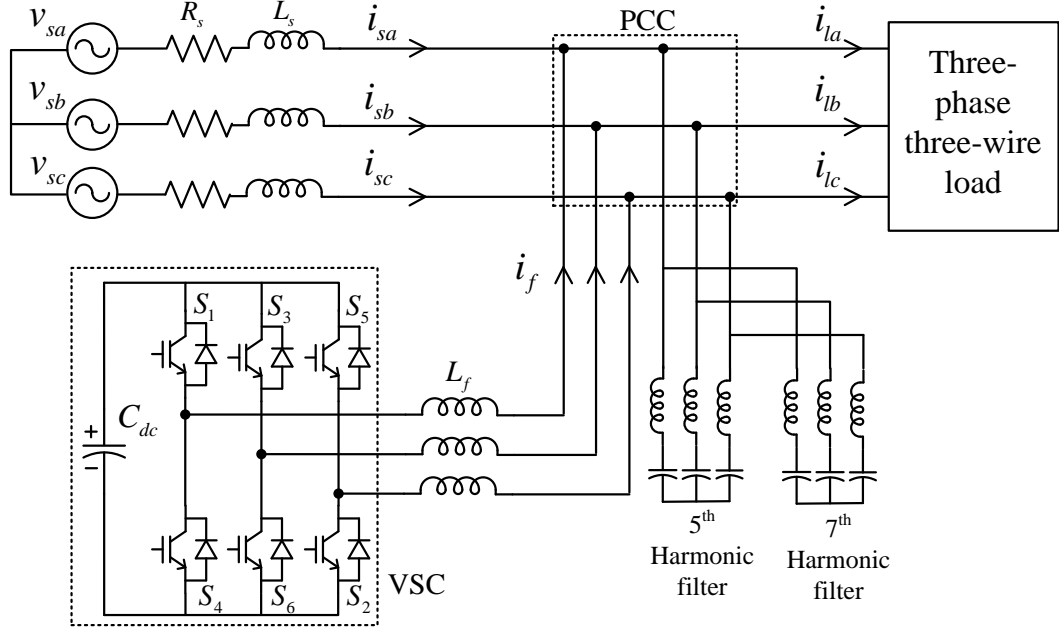 v_sa
R_s
L_s
i_sa
PCC
i_la
v_sb
i_sb
i_lb
v_sc
i_sc
i_lc
Three-
phase
three-wire
load
i_f
S_1
S_3
S_5
L_f
C_dc
+
−
S_4
S_6
S_2
VSC
5^th
Harmonic
filter
7^th
Harmonic
filter